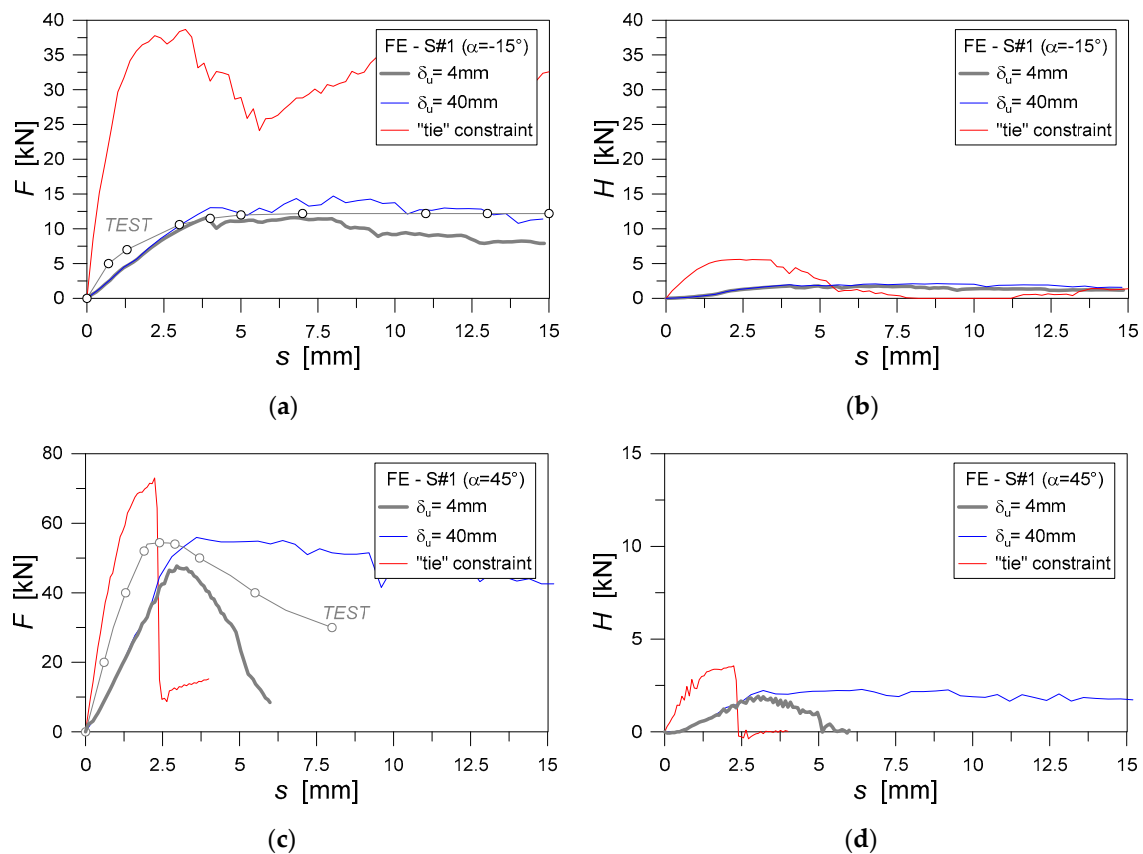 40
35
30
25
20
15
10
5
0
F [kN]
FE - S#1 (α=-15°)
δu= 4mm
δu= 40mm
"tie" constraint
TEST
0 2.5 5 7.5 10 12.5 15
s [mm]
(a)
40
35
30
25
20
15
10
5
0
H [kN]
FE - S#1 (α=-15°)
δu= 4mm
δu= 40mm
"tie" constraint
0 2.5 5 7.5 10 12.5 15
s [mm]
(b)
80
60
40
20
0
F [kN]
FE - S#1 (α=45°)
δu= 4mm
δu= 40mm
"tie" constraint
TEST
0 2.5 5 7.5 10 12.5 15
s [mm]
(c)
15
10
5
0
H [kN]
FE - S#1 (α=45°)
δu= 4mm
δu= 40mm
"tie" constraint
0 2.5 5 7.5 10 12.5 15
s [mm]
(d)